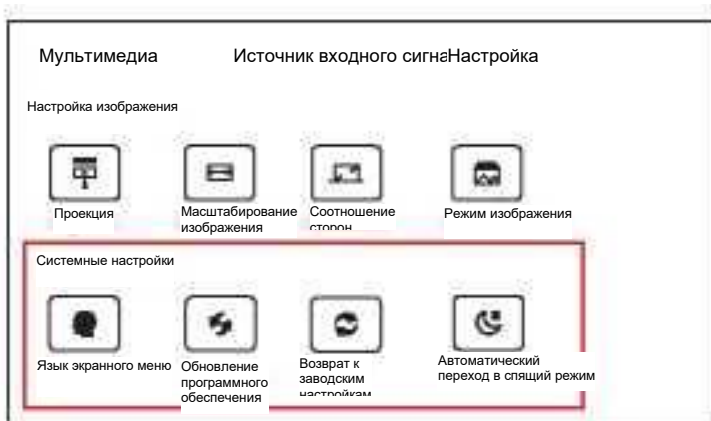 Мультимедиа Источник входного сигна Настройка
Настройка изображения
Проекция Масштабирование Соотношение Режим изображения
изображения сторон
Системные настройки
Язык экранного меню Обновление Возврат к Автоматический
программного заводским переход в спящий режим
обеспечения настройкам